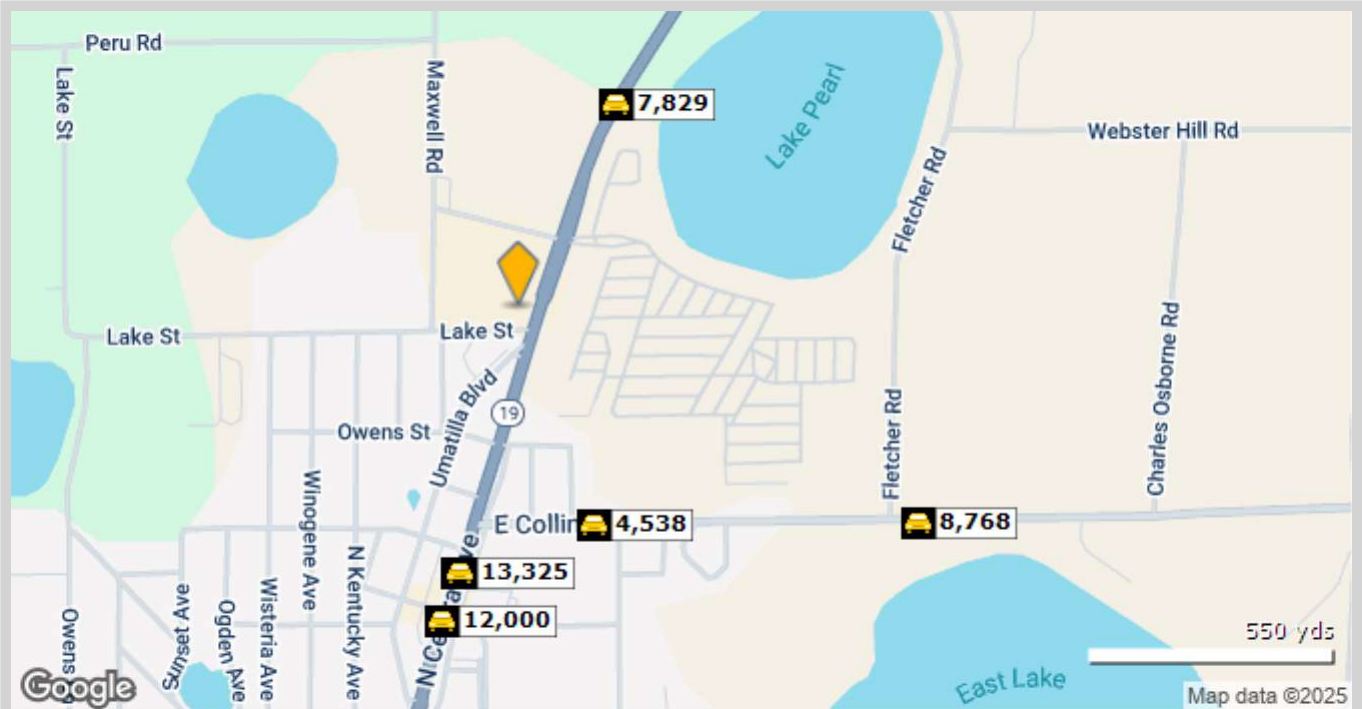 Peru Rd
Lake St
Maxwell Rd
7,829
Lake Pearl
Webster Hill Rd
Fletcher Rd
Lake St
Lake St
Charles Osborne Rd
Umatilla Blvd
19
Owens St
Fletcher Rd
Winogene Ave
E Collin
4,538
8,768
N Kentucky Ave
13,325
Wisteria Ave
Sunset Ave
Ogden Ave
12,000
Owens
N Ce
550 yds
East Lake
Google
Map data ©2025